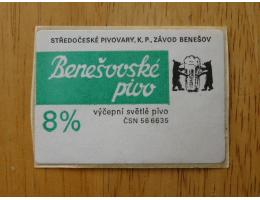 STŘEDOČESKÉ PIVOVARY, K. P., ZÁVOD BENEŠOV
Benešovské
pivo
8%
výčepní světlé pivo
ČSN 56 6635